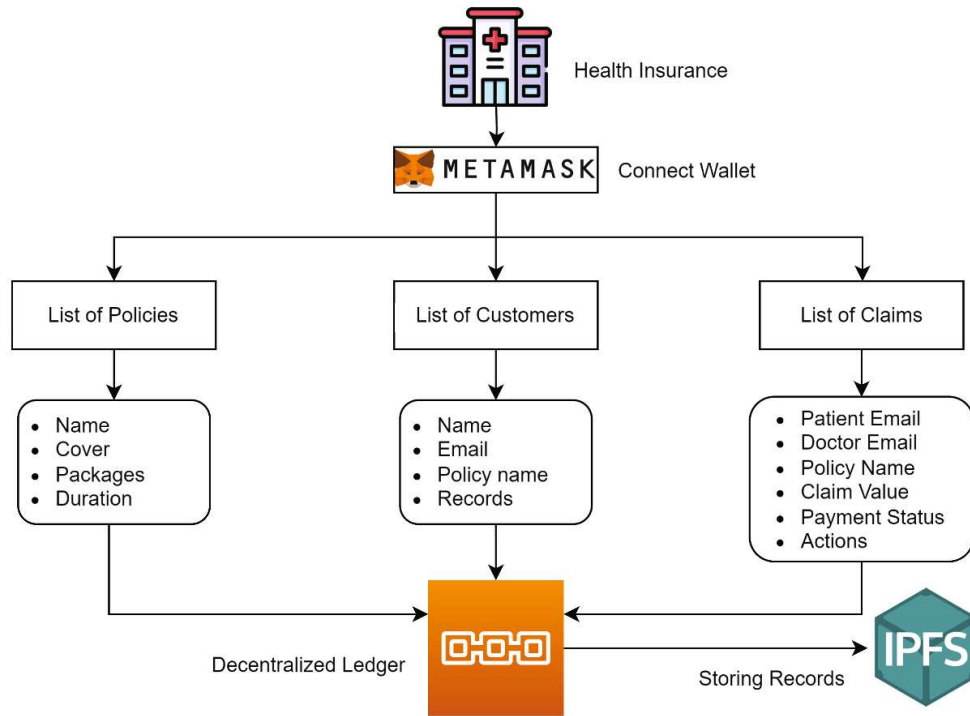 Health Insurance
METAMASK
Connect Wallet
List of Policies
List of Customers
List of Claims
• Name
• Cover
• Packages
• Duration
• Name
• Email
• Policy name
• Records
• Patient Email
• Doctor Email
• Policy Name
• Claim Value
• Payment Status
• Actions
Decentralized Ledger
Storing Records
IPFS